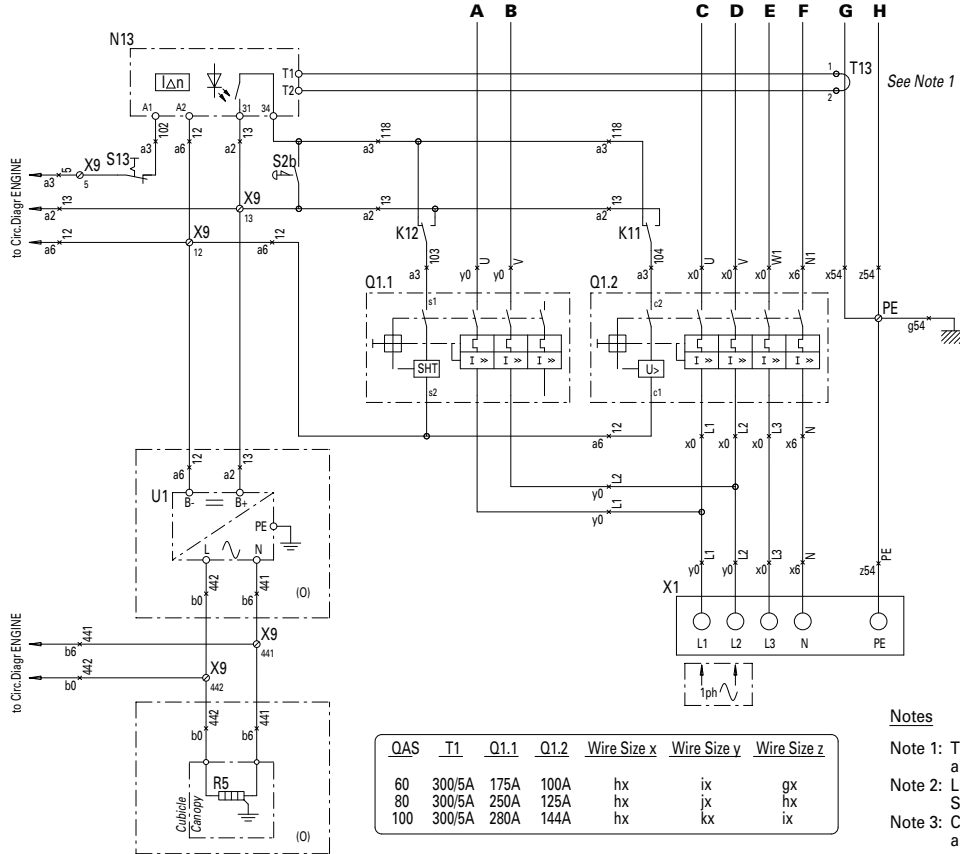 A B C D E F G H
N13
I△n
T1
T2
1 T13
2
See Note 1
A1 A2 31 34
102 12 13
a3 a6 a2
118 118
a3 a3
S13 S2b
5 X9
a3 5
13 X9 13 13
a2 13 a2 a2
12 X9 12
a6 12 a6
to Circ.Diagr ENGINE
K12 K11
103 U V 104 U V W1 N1
a3 y0 y0 a3 x0 x0 x0 x6 x54 z54
Q1.1 Q1.2
s1 c2
PE
g54
I » I » I » I » I » I » I »
SHT U>
s2 c1
12
a6
L1 L2 L3 N
x0 x0 x0 x6
12 13
a6 a2
L2
y0
L1
y0
U1
B- B+
PE
L N
442 441
b0 b6
(O)
L1 L2 L3 N PE
y0 y0 x0 x6 z54
X1
L1 L2 L3 N PE
1ph
to Circ.Diagr ENGINE
441 X9
b6 441
442 X9
b0 442
442 441
b0 b6
R5
Cubicle
Canopy
(O)
QAS T1 Q1.1 Q1.2 Wire Size x Wire Size y Wire Size z
60 300/5A 175A 100A hx ix gx
80 300/5A 250A 125A hx jx hx
100 300/5A 280A 144A hx kx ix
Notes
Note 1: T
a
Note 2: L
S
Note 3: C
a